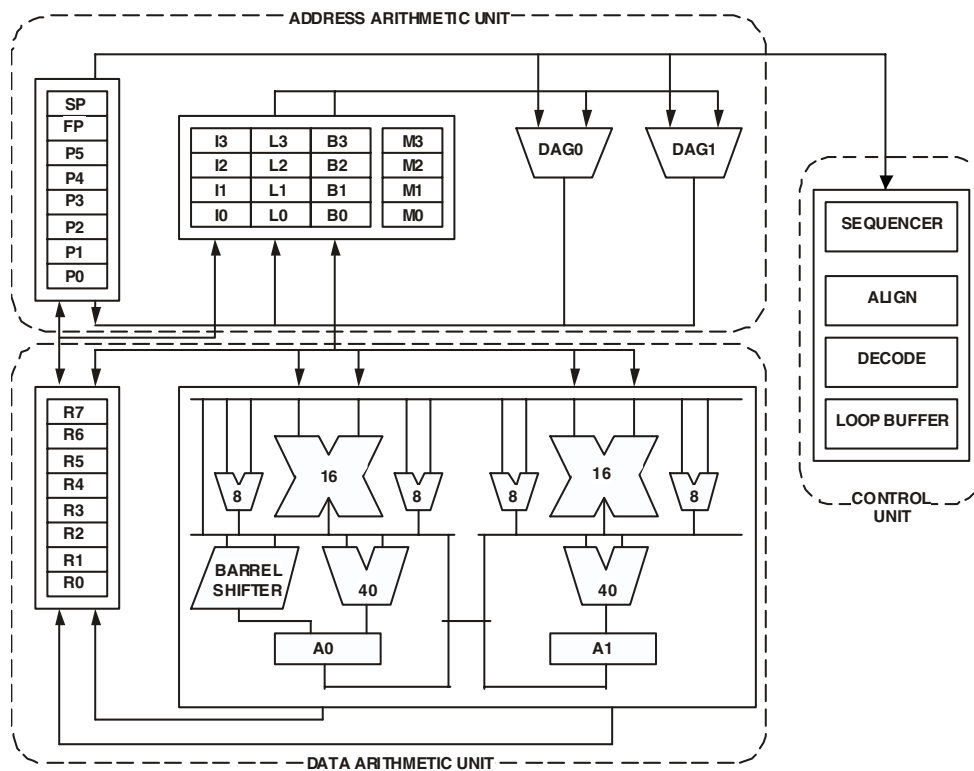 ADDRESS ARITHMETIC UNIT
SP
FP
P5
P4
P3
P2
P1
P0
I3 L3 B3 M3
I2 L2 B2 M2
I1 L1 B1 M1
I0 L0 B0 M0
DAG0
DAG1
SEQUENCER
ALIGN
DECODE
LOOP BUFFER
CONTROL
UNIT
R7
R6
R5
R4
R3
R2
R1
R0
8
16
8
8
16
8
BARREL
SHIFTER
40
40
A0
A1
DATA ARITHMETIC UNIT